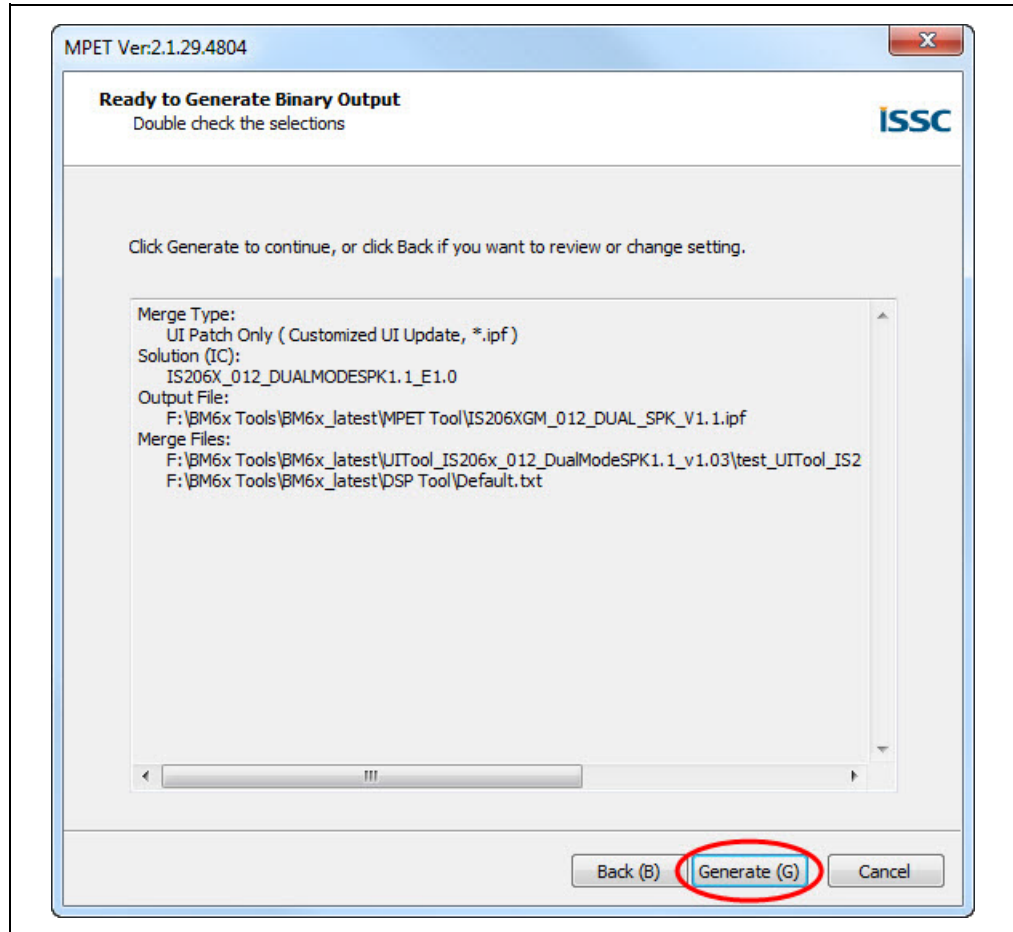 MPET Ver:2.1.29.4804
Ready to Generate Binary Output
Double check the selections
issc
Click Generate to continue, or click Back if you want to review or change setting.
Merge Type:
UI Patch Only ( Customized UI Update, *.ipf )
Solution (IC):
IS206X_012_DUALMODESPK1.1_E1.0
Output File:
F:\BM6x Tools\BM6x_latest\MPET Tool\IS206XGM_012_DUAL_SPK_V1.1.ipf
Merge Files:
F:\BM6x Tools\BM6x_latest\UITool_IS206x_012_DualModeSPK1.1_v1.03\test_UITool_IS2
F:\BM6x Tools\BM6x_latest\DSP Tool\Default.txt
Back (B) Generate (G) Cancel